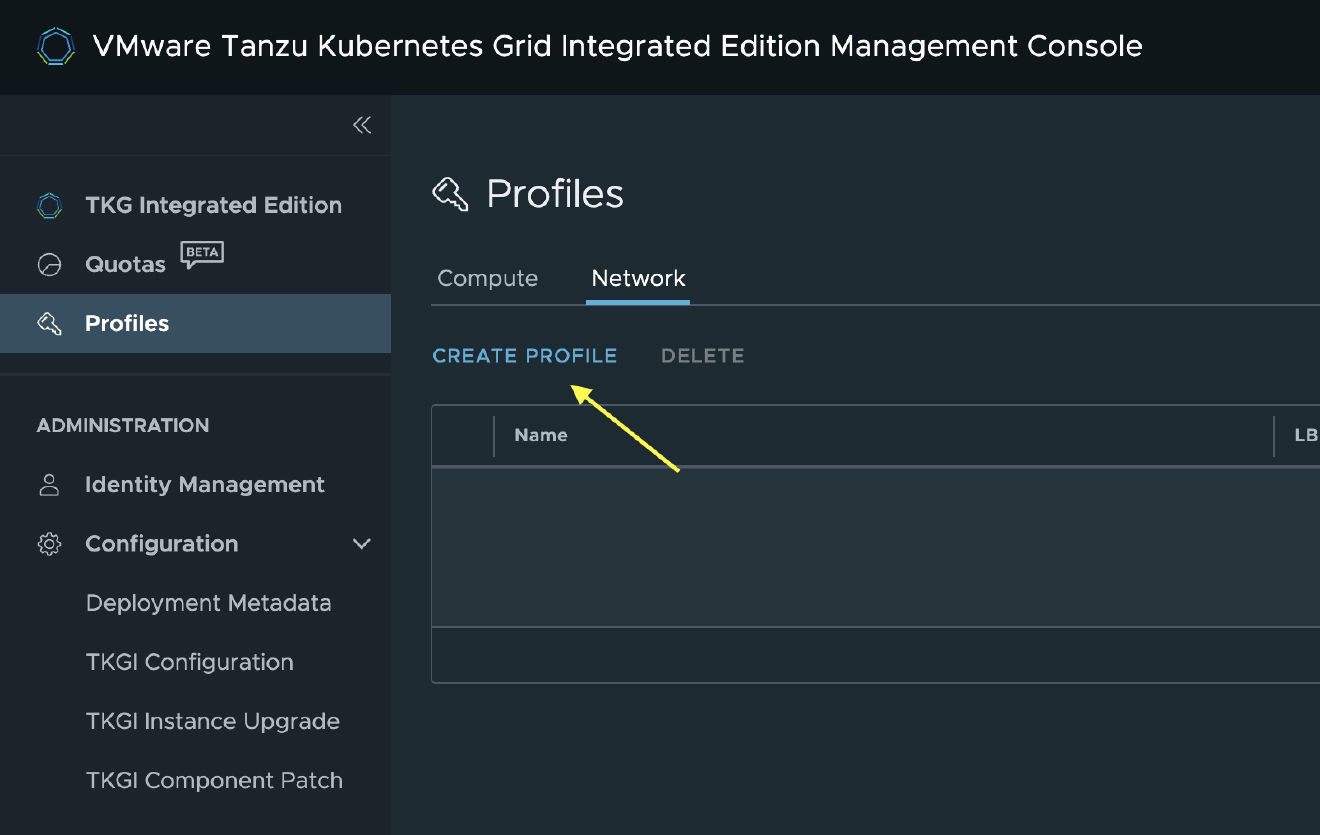 VMware Tanzu Kubernetes Grid Integrated Edition Management Console
TKG Integrated Edition
Quotas BETA
Profiles
ADMINISTRATION
Identity Management
Configuration
Deployment Metadata
TKGI Configuration
TKGI Instance Upgrade
TKGI Component Patch
Profiles
Compute Network
CREATE PROFILE DELETE
Name LB